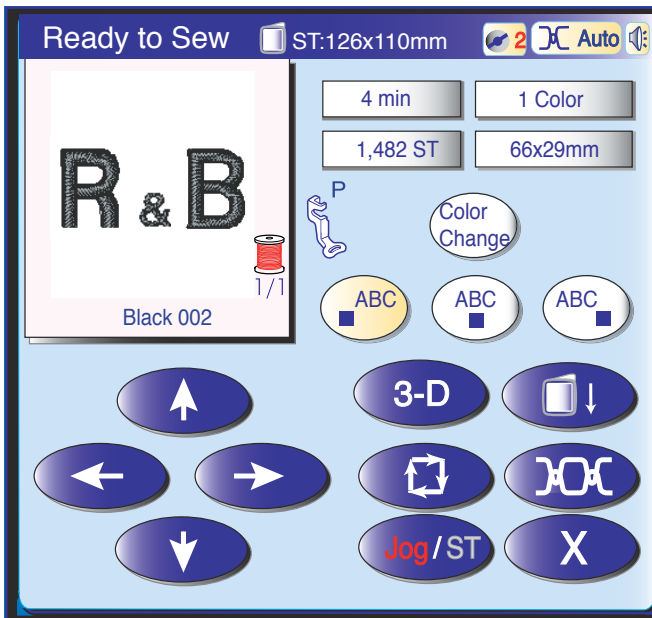 Ready to Sew ST:126x110mm 2 Auto
4 min 1 Color
1,482 ST 66x29mm
R & B
P
Color
Change
1/1
Black 002
ABC ABC ABC
3-D
Jog/ST X